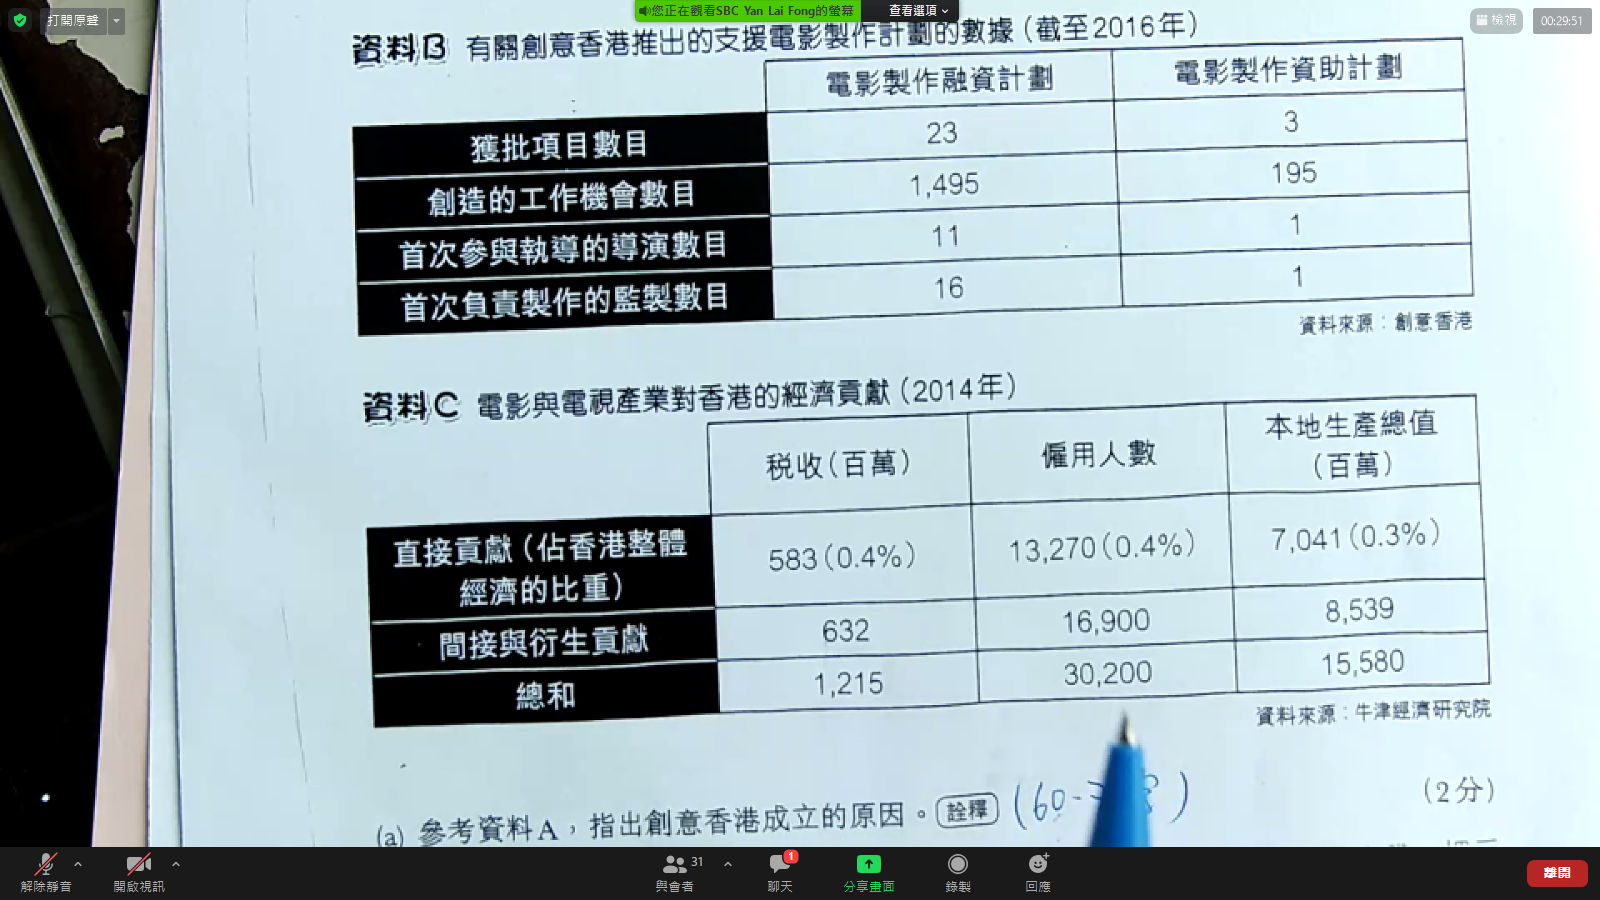 打開原聲
您正在觀看SBC Yan Lai Fong的螢幕
查看選項
檢視
00:29:51
資料B 有關創意香港推出的支援電影製作計劃的數據（截至2016年）
電影製作融資計劃 電影製作資助計劃
獲批項目數目 23 3
創造的工作機會數目 1,495 195
首次參與執導的導演數目 11 1
首次負責製作的監製數目 16 1
資料來源：創意香港
資料C 電影與電視產業對香港的經濟貢獻（2014年）
税收（百萬） 僱用人數 本地生產總值
（百萬）
直接貢獻（佔香港整體
經濟的比重） 583（0.4%） 13,270（0.4%） 7,041（0.3%）
間接與衍生貢獻 632 16,900 8,539
總和 1,215 30,200 15,580
資料來源：牛津經濟研究院
(a) 參考資料A，指出創意香港成立的原因。 詮釋 (60- （2分）
解除靜音
開啟視訊
31
與會者
1
聊天
分享畫面
錄製
回應
離開